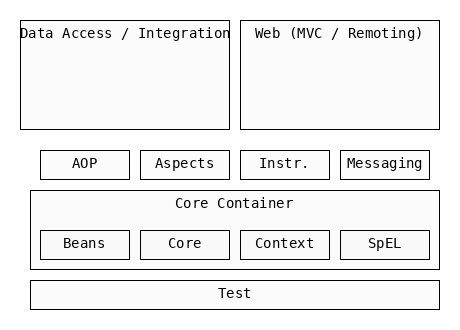 Data Access / Integration
Web (MVC / Remoting)
AOP
Aspects
Instr.
Messaging
Core Container
Beans
Core
Context
SpEL
Test